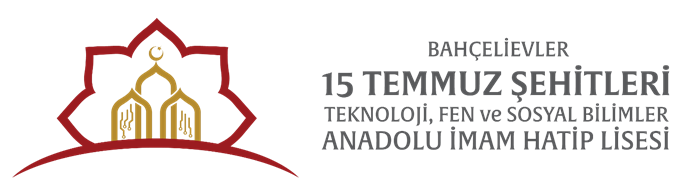 BAHÇELİEVLER
15 TEMMUZ ŞEHİTLERİ
TEKNOLOJİ, FEN ve SOSYAL BİLİMLER
ANADOLU İMAM HATİP LİSESİ